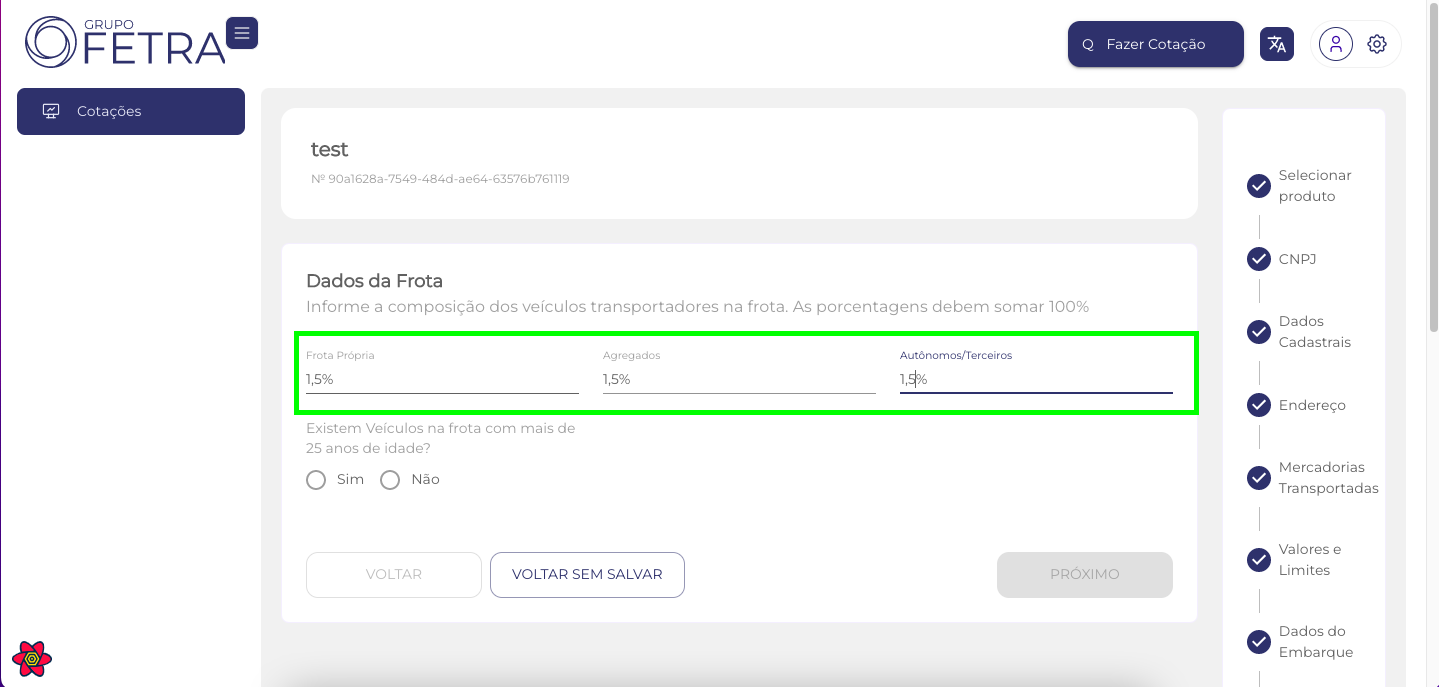 GRUPO
FETRA
Fazer Cotação
Cotações
test
Nº 90a1628a-7549-484d-ae64-63576b761119
Dados da Frota
Informe a composição dos veículos transportadores na frota. As porcentagens debem somar 100%
Frota Própria
Agregados
Autônomos/Terceiros
1,5%
1,5%
1,5%
Existem Veículos na frota com mais de
25 anos de idade?
Sim
Não
VOLTAR
VOLTAR SEM SALVAR
PRÓXIMO
Selecionar
produto
CNPJ
Dados
Cadastrais
Endereço
Mercadorias
Transportadas
Valores e
Limites
Dados do
Embarque